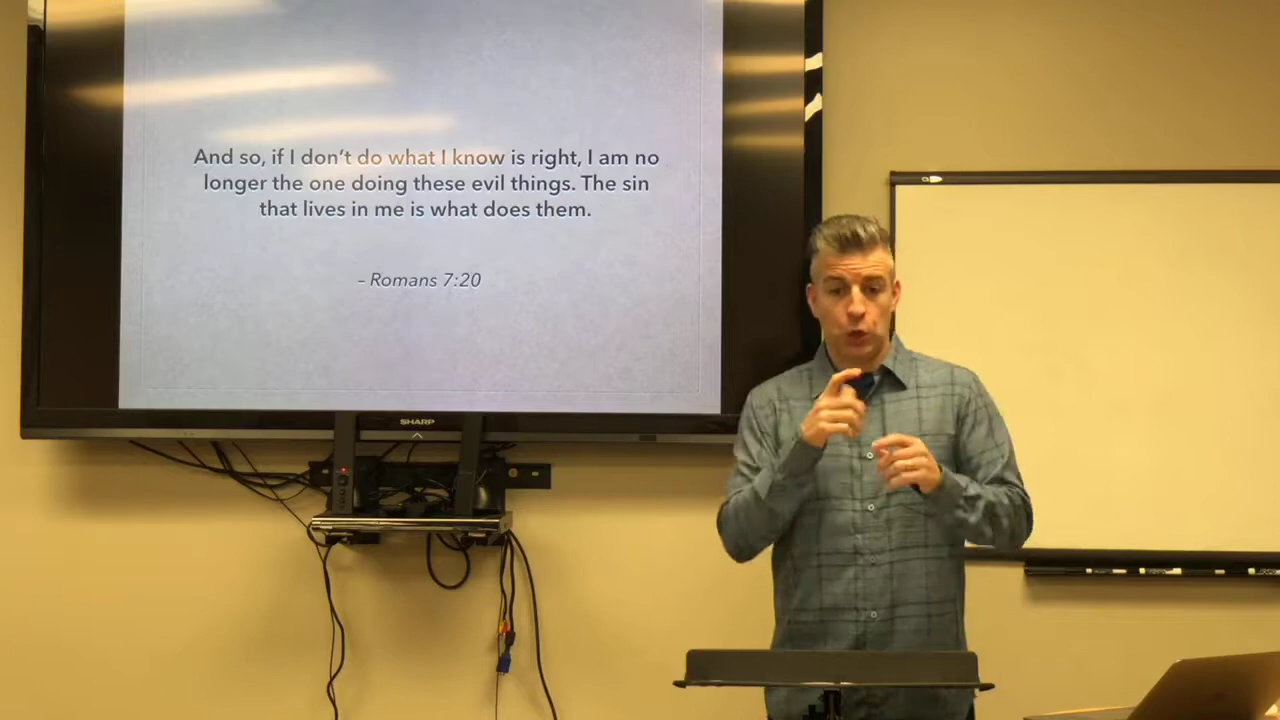 And so, if I don't do what I know is right, I am no
longer the one doing these evil things. The sin
that lives in me is what does them.
– Romans 7:20
SHARP